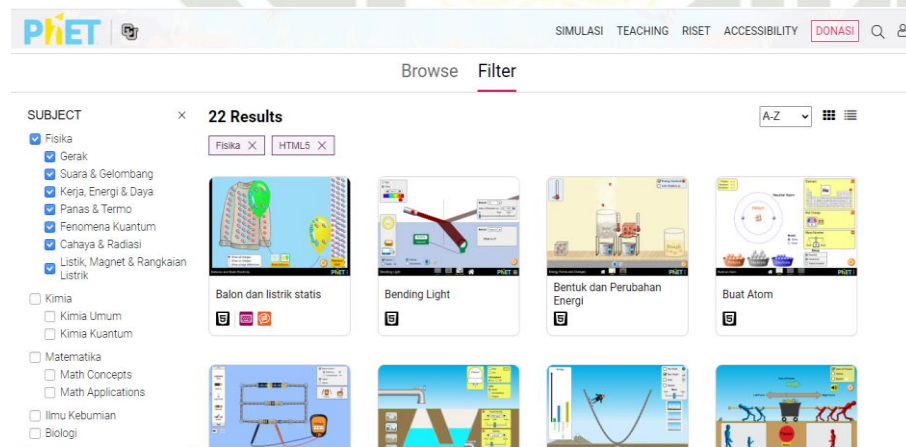 PhET
SIMULASI TEACHING RISET ACCESSIBILITY DONASI
Browse Filter
SUBJECT ×
Fisika
Gerak
Suara & Gelombang
Kerja, Energi & Daya
Panas & Termo
Fenomena Kuantum
Cahaya & Radiasi
Listik, Magnet & Rangkaian
Listrik
Kimia
Kimia Umum
Kimia Kuantum
Matematika
Math Concepts
Math Applications
Ilmu Kebumian
Biologi
22 Results
A-Z
Fisika × HTML5 ×
Balon dan listrik statis
Bending Light
Bentuk dan Perubahan
Energi
Buat Atom